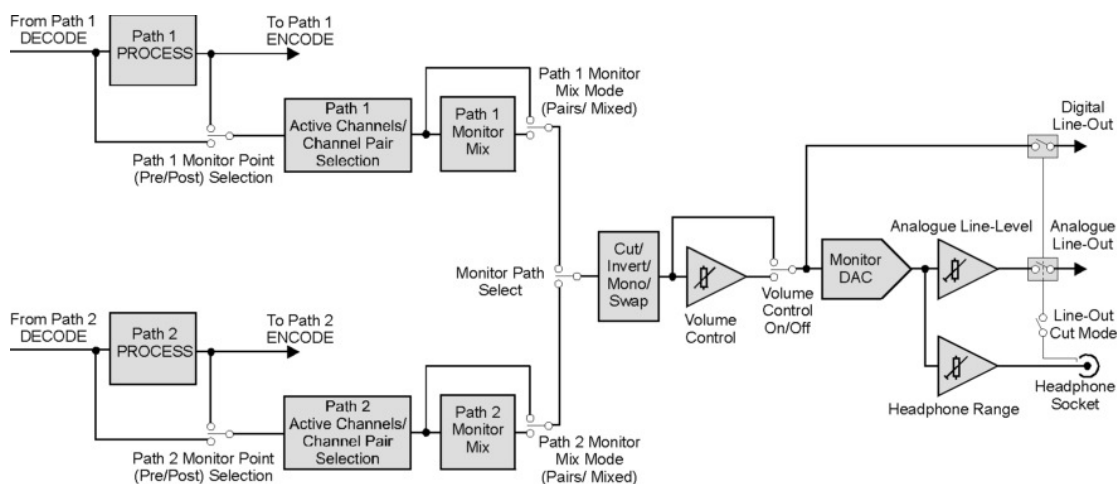 From Path 1
DECODE
Path 1
PROCESS
To Path 1
ENCODE
Path 1 Monitor Point
(Pre/Post) Selection
Path 1
Active Channels/
Channel Pair
Selection
Path 1
Monitor
Mix
Path 1 Monitor
Mix Mode
(Pairs/ Mixed)
Monitor Path
Select
Cut/
Invert/
Mono/
Swap
Volume
Control
Volume
Control
On/Off
Monitor
DAC
Analogue Line-Level
Digital
Line-Out
Analogue
Line-Out
Line-Out
Cut Mode
Headphone Range
Headphone
Socket
From Path 2
DECODE
Path 2
PROCESS
To Path 2
ENCODE
Path 2 Monitor Point
(Pre/Post) Selection
Path 2
Active Channels/
Channel Pair
Selection
Path 2
Monitor
Mix
Path 2 Monitor
Mix Mode
(Pairs/ Mixed)